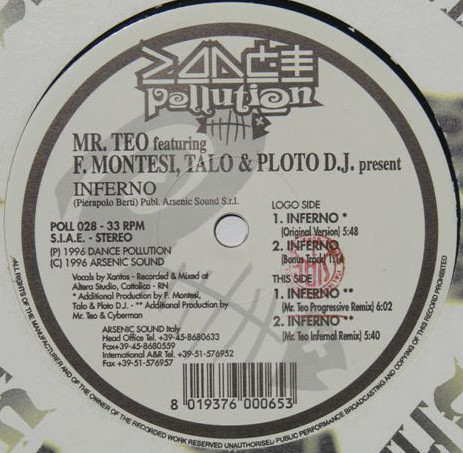 DANCE
pollution
MR. TEO featuring
F. MONTESI, TALO & PLOTO D.J. present
INFERNO
(Pierapolo Berti) Publ. Arsenic Sound S.r.l.
POLL 028 - 33 RPM
S.I.A.E. - STEREO
(P) 1996 DANCE POLLUTION
(C) 1996 ARSENIC SOUND
Vocals by Xantos - Recorded & Mixed at
Altera Studio, Cattolica - RN
* Additional Production by F. Montesi,
Talo & Ploto D.J. - ** Additional Production by
Mr. Teo & Cyberman
ARSENIC SOUND Italy
Head Office Tel. +39-45-8680633
Fax+39-45-8680559
International A&R Tel. +39-51-576952
Fax +39-51-576957
LOGO SIDE
1. INFERNO *
(Original Version) 5:48
2. INFERNO
(Bonus Track)
THIS SIDE
1. INFERNO **
(Mr. Teo Progressive Remix) 6:02
2. INFERNO **
(Mr. Teo Infernal Remix) 5:40
8 019376 000653
ALL RIGHTS OF THE MANUFACTURER AND OF THE OWNER OF THE RECORDED WORK RESERVED UNAUTHORISED PUBLIC PERFORMANCE BROADCASTING AND COPYING OF THIS RECORD PROHIBITED